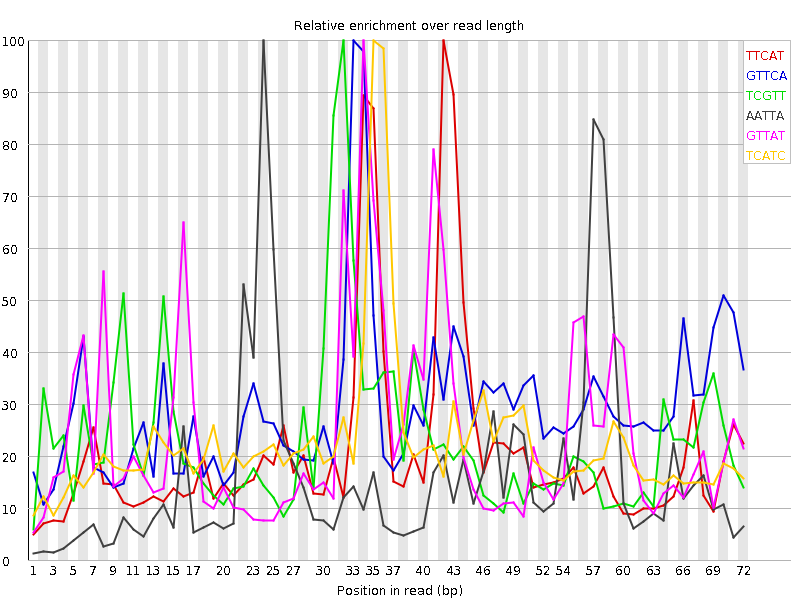 Relative enrichment over read length
100
90
80
70
60
50
40
30
20
10
0
TTCAT
GTTCA
TCGTT
AATTA
GTTAT
TCATC
1 3 5 7 9 11 13 15 17 20 23 25 27 30 33 35 37 40 43 46 49 52 54 57 60 63 66 69 72
Position in read (bp)